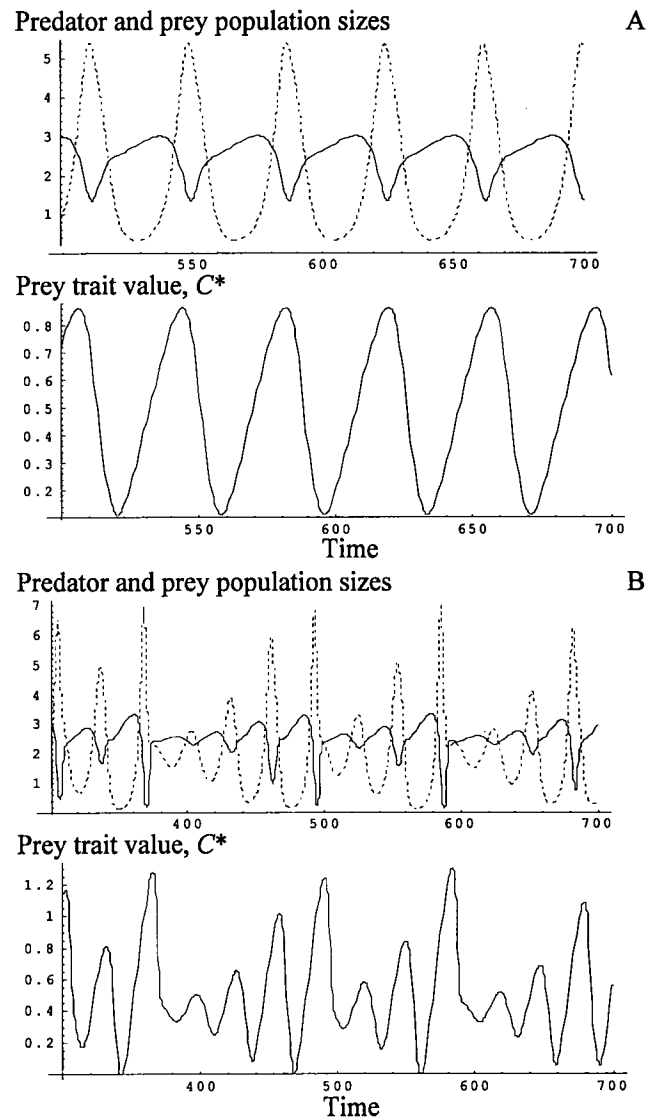 Predator and prey population sizes A
5
4
3
2
1
550 600 650 700
Prey trait value, C*
0.8
0.7
0.6
0.5
0.4
0.3
0.2
550 600 650 700
Time
Predator and prey population sizes B
7
6
5
4
3
2
1
400 500 600 700
Prey trait value, C*
1.2
1
0.8
0.6
0.4
0.2
400 500 600 700
Time